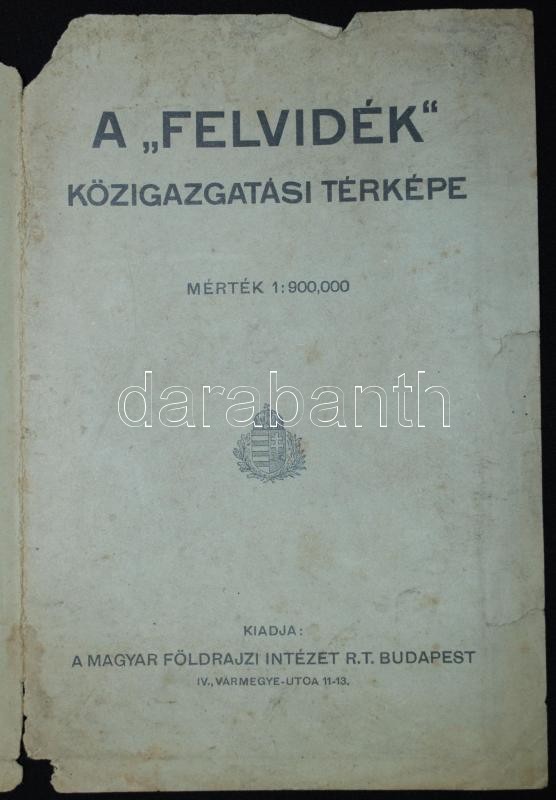 A „FELVIDÉK“
KÖZIGAZGATÁSI TÉRKÉPE
MÉRTÉK 1:900,000
darabanth
KIADJA:
A MAGYAR FÖLDRAJZI INTÉZET R.T. BUDAPEST
IV., VÁRMEGYE-UTCA 11-13.